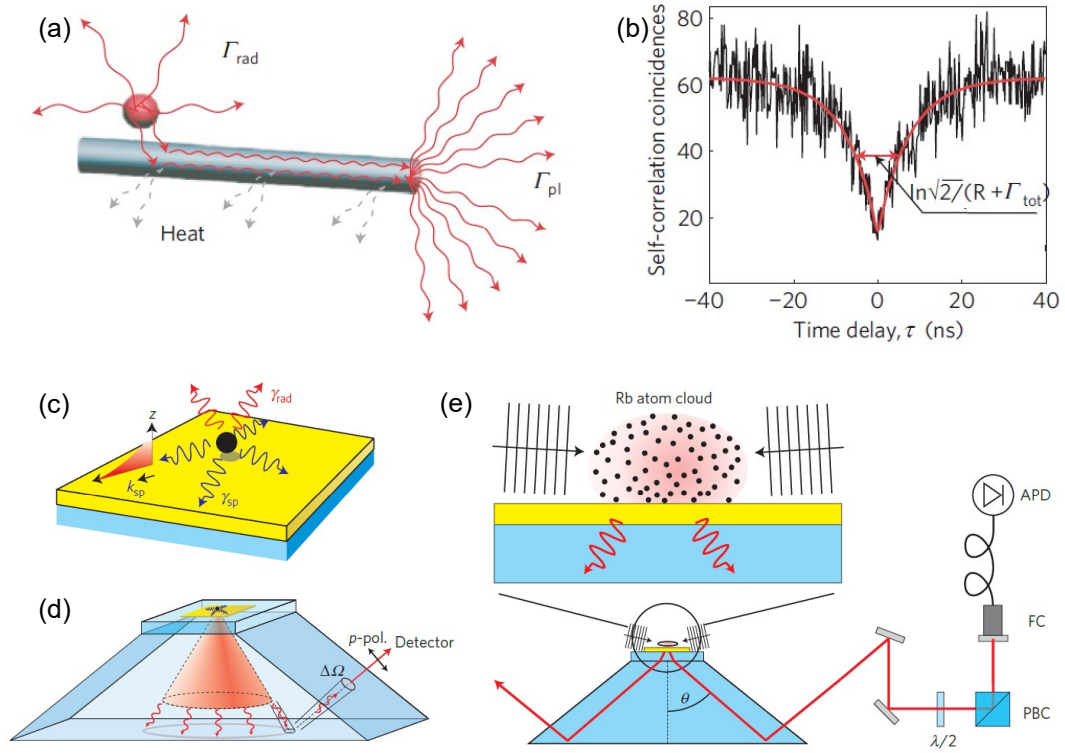 (a)
Γrad
Γpl
Heat
(b)
Self-correlation coincidences
80
60
40
20
ln√2/(R + Γtot)
−40 −20 0 20 40
Time delay, τ (ns)
(c)
z
ksp
γrad
γsp
(d)
p-pol.
Detector
ΔΩ
(e)
Rb atom cloud
θ
APD
FC
PBC
λ/2